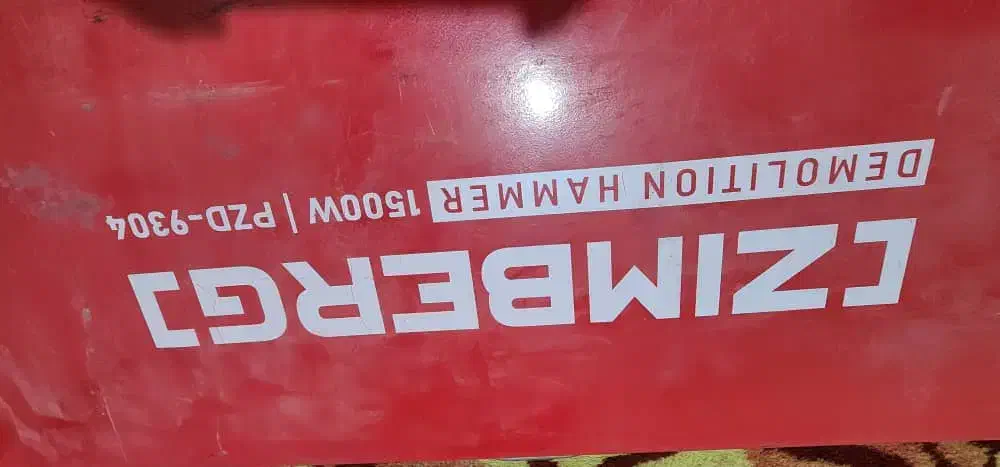 [ZIMBERG]
DEMOLITION HAMMER 1500W | PZD-9304